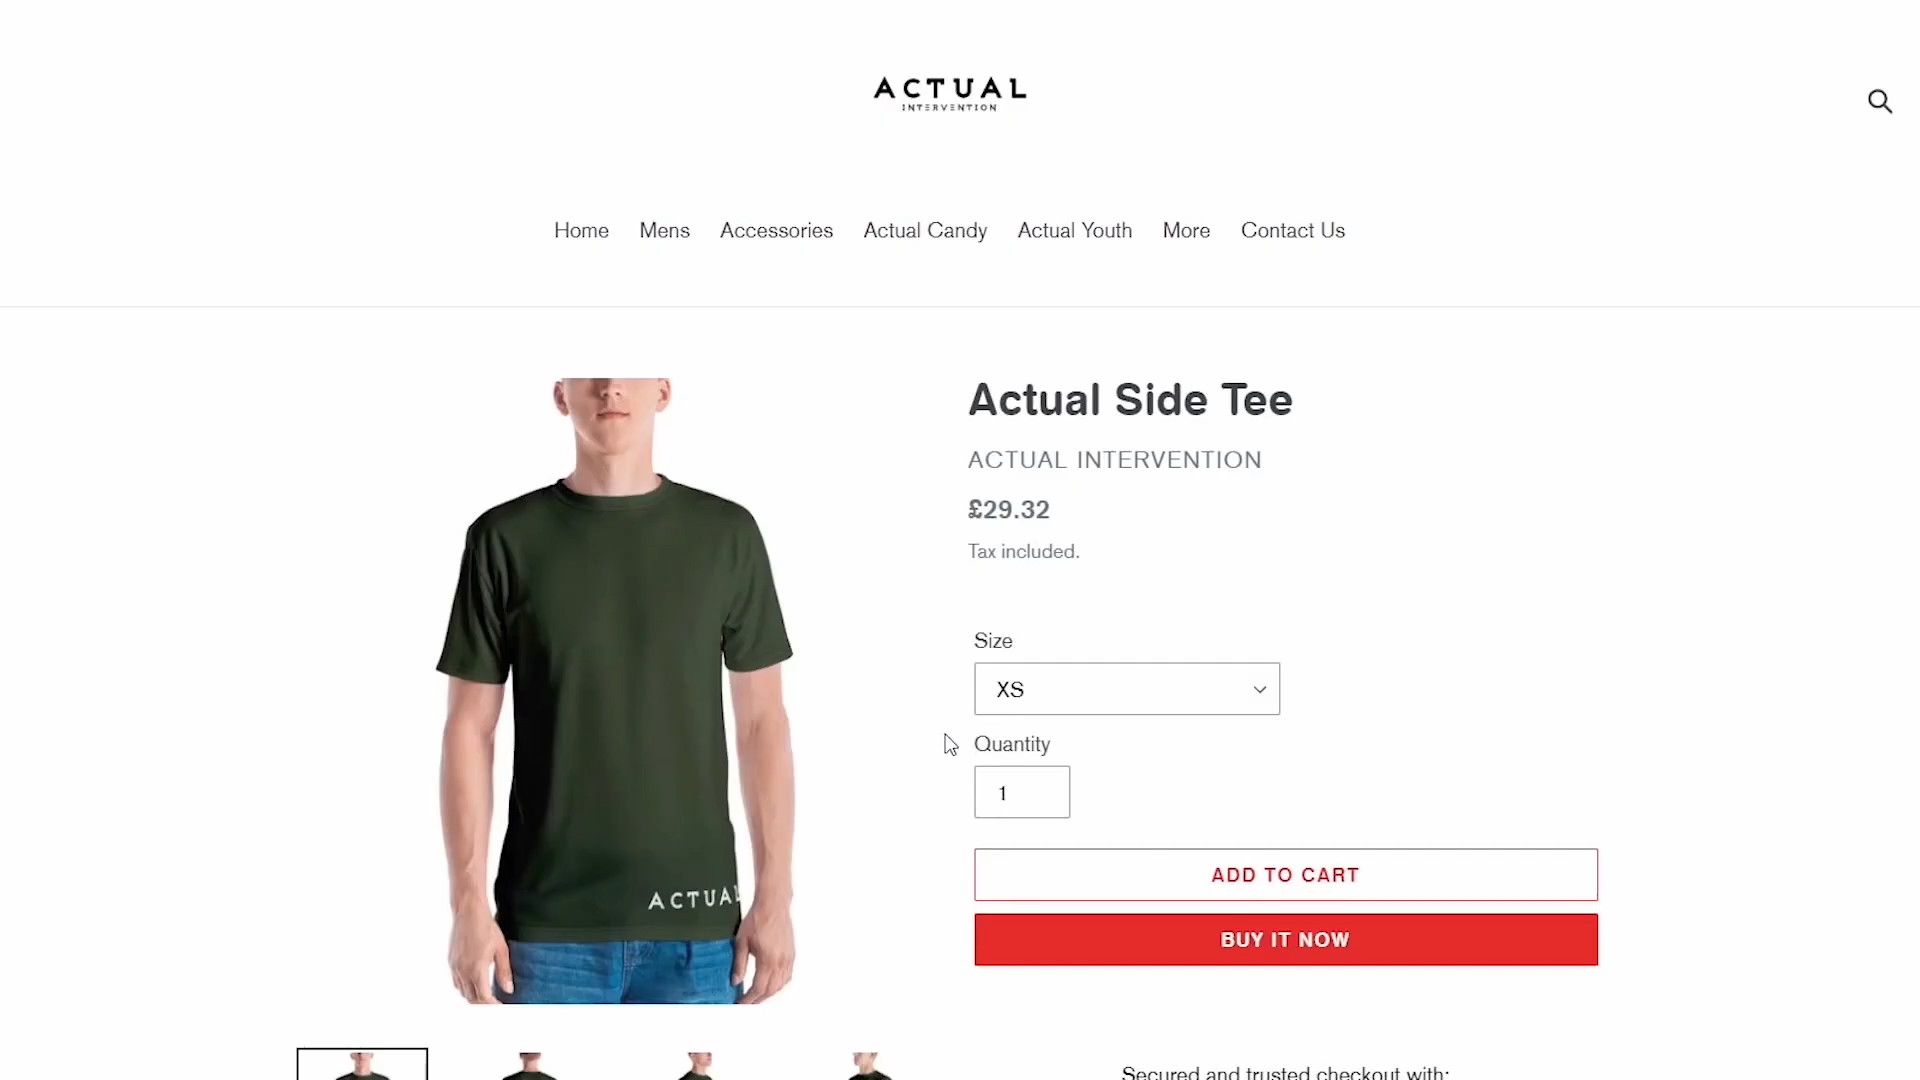 ACTUAL
INTERVENTION
Home Mens Accessories Actual Candy Actual Youth More Contact Us
Actual Side Tee
ACTUAL INTERVENTION
£29.32
Tax included.
Size
XS
Quantity
1
ADD TO CART
BUY IT NOW
ACTUAL
Secured and trusted checkout with: